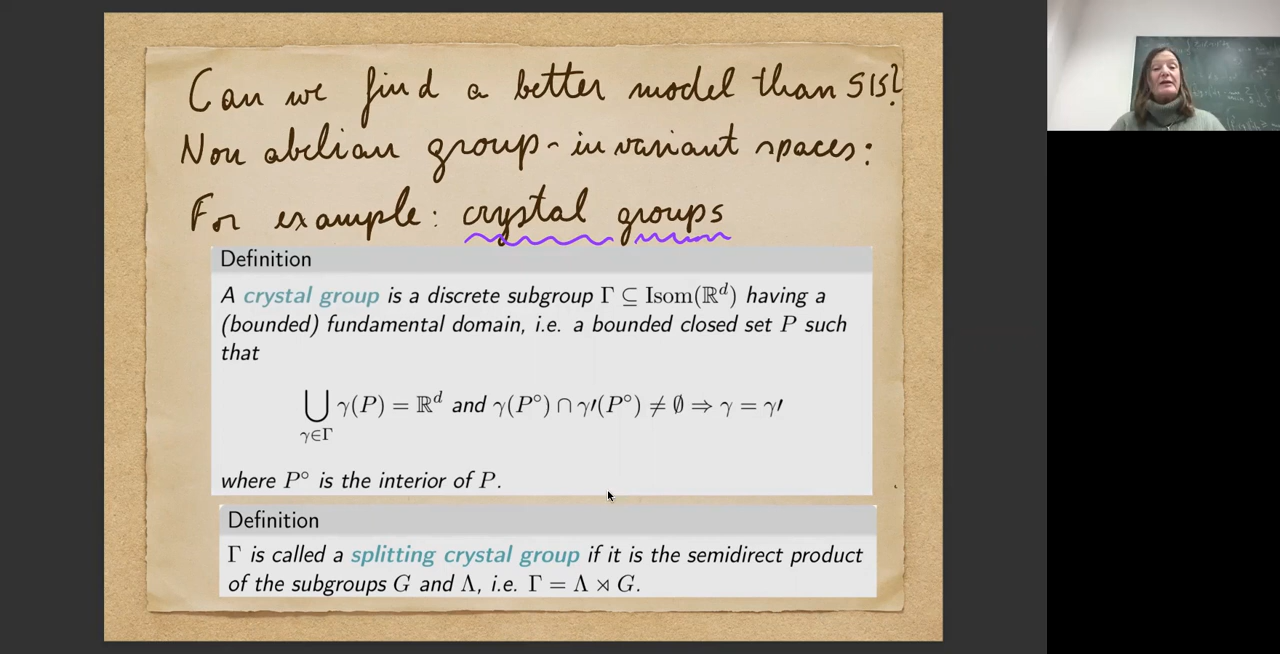 Can we find a better model than SIS?
Non abelian group-invariant spaces:
For example: crystal groups
Definition
A crystal group is a discrete subgroup Γ ⊆ Isom(ℝ^d) having a
(bounded) fundamental domain, i.e. a bounded closed set P such
that
⋃_{γ∈Γ} γ(P) = ℝ^d and γ(P°) ∩ γ′(P°) ≠ ∅ ⇒ γ = γ′
where P° is the interior of P.
Definition
Γ is called a splitting crystal group if it is the semidirect product
of the subgroups G and Λ, i.e. Γ = Λ ⋊ G.